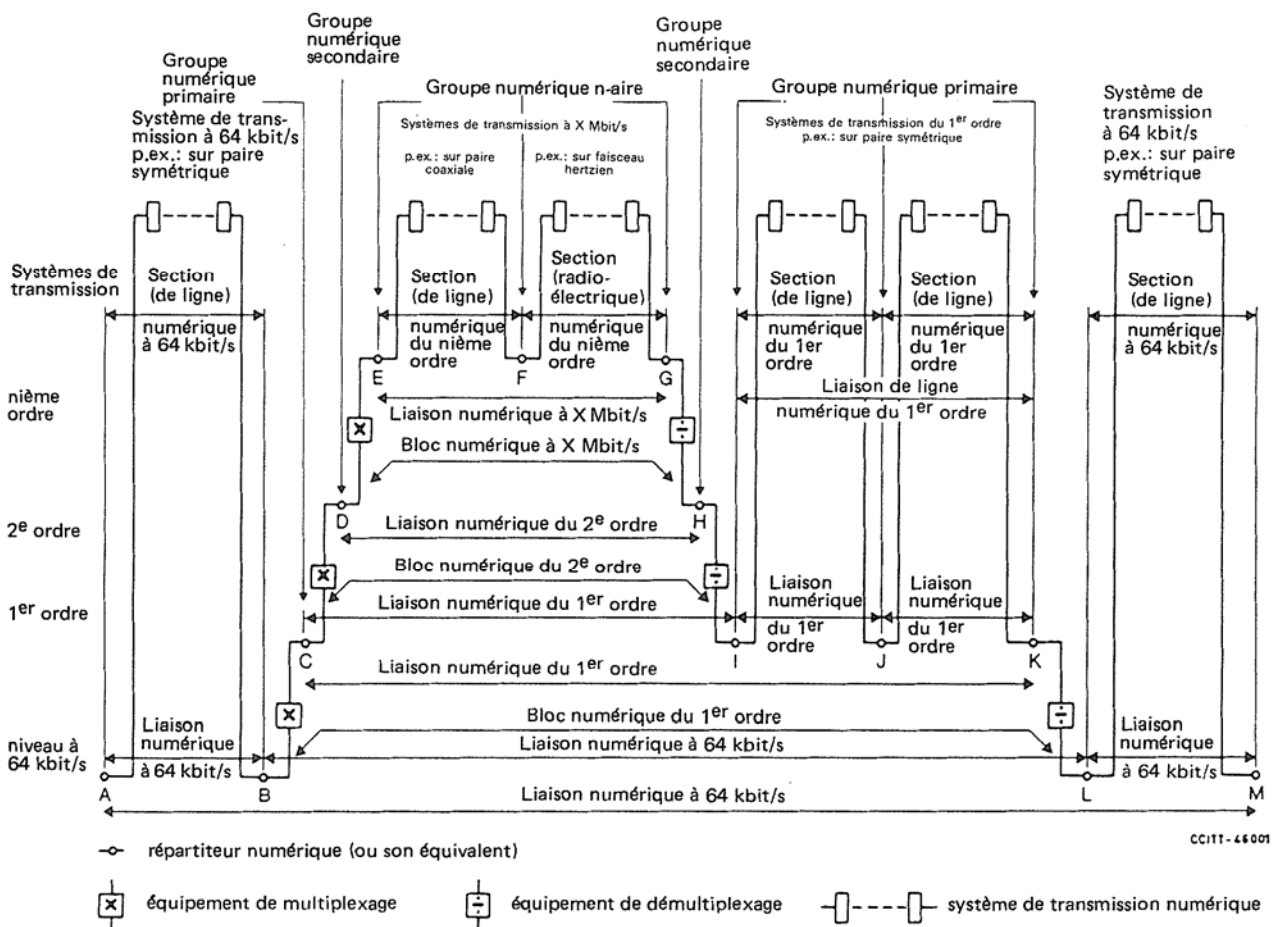 Groupe
numérique
secondaire
Groupe
numérique
secondaire
Groupe
numérique
primaire
Groupe numérique n-aire
Groupe numérique primaire
Système de trans-
mission à 64 kbit/s
p.ex.: sur paire
symétrique
Systèmes de transmission à X Mbit/s
p.ex.: sur paire
coaxiale
p.ex.: sur faisceau
hertzien
Systèmes de transmission du 1er ordre
p.ex.: sur paire symétrique
Système de
transmission
à 64 kbit/s
p.ex.: sur paire
symétrique
Systèmes de
transmission
Section
(de ligne)
numérique
à 64 kbit/s
Section
(de ligne)
numérique
du nième
ordre
Section
(radio-
électrique)
numérique
du nième
ordre
Section
(de ligne)
numérique
du 1er
ordre
Section
(de ligne)
numérique
du 1er
ordre
Section
(de ligne)
numérique
à 64 kbit/s
E
F
G
nième
ordre
Liaison numérique à X Mbit/s
Liaison de ligne
numérique du 1er ordre
Bloc numérique à X Mbit/s
D
H
2e ordre
Liaison numérique du 2e ordre
Bloc numérique du 2e ordre
1er ordre
Liaison numérique du 1er ordre
Liaison
numérique
du 1er
ordre
Liaison
numérique
du 1er
ordre
C
I
J
K
Liaison numérique du 1er ordre
Bloc numérique du 1er ordre
niveau à
64 kbit/s
Liaison
numérique
à 64 kbit/s
Liaison numérique à 64 kbit/s
Liaison
numérique
à 64 kbit/s
A
B
L
M
Liaison numérique à 64 kbit/s
CCITT-46001
répartiteur numérique (ou son équivalent)
équipement de multiplexage
équipement de démultiplexage
système de transmission numérique